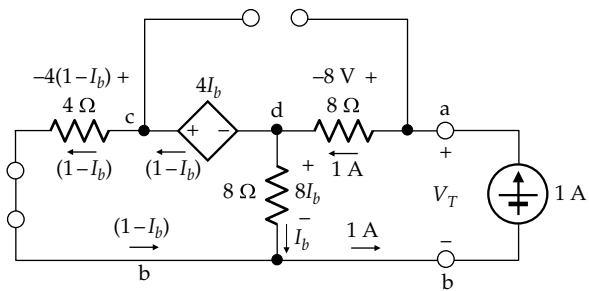 −4(1−I_b) +
4 Ω
c
4I_b
+ −
d
−8 V +
8 Ω
a
(1−I_b)
(1−I_b)
1 A
+
8 Ω
+
8I_b
−
V_T
1 A
(1−I_b)
I_b
1 A
−
b
b